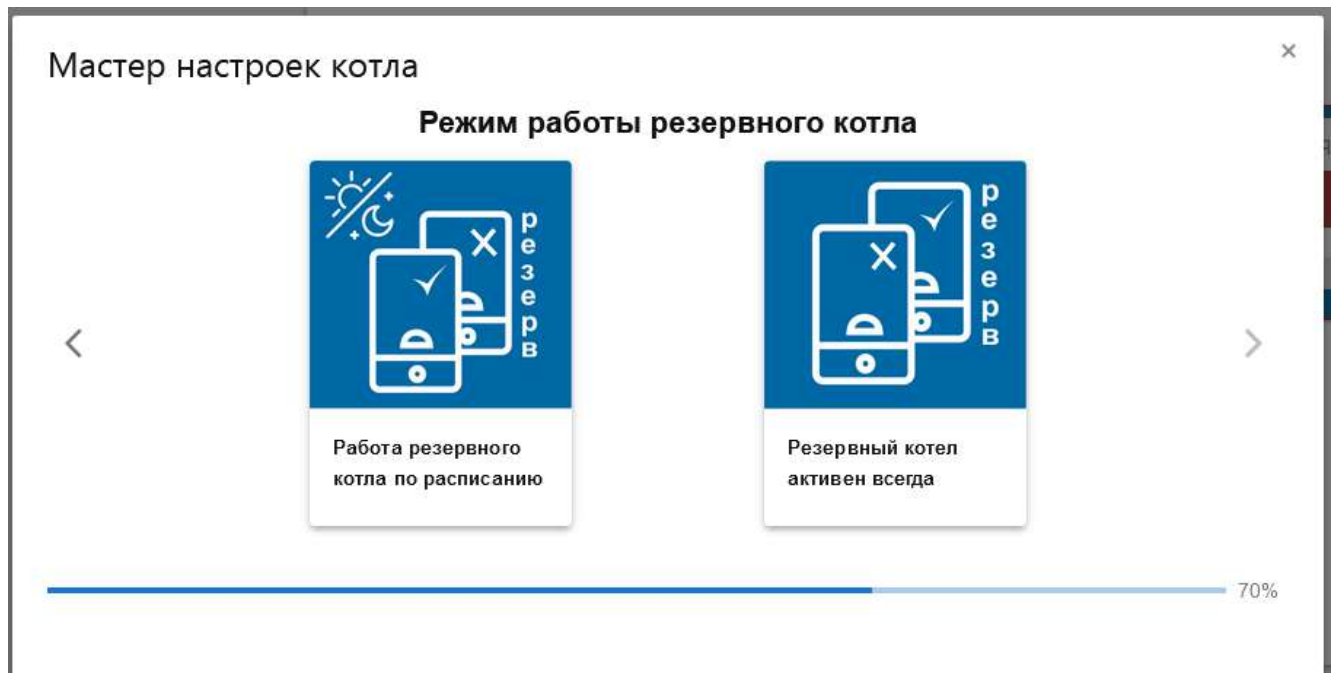 Мастер настроек котла
×
Режим работы резервного котла
резерв
резерв
Работа резервного
котла по расписанию
Резервный котел
активен всегда
70%